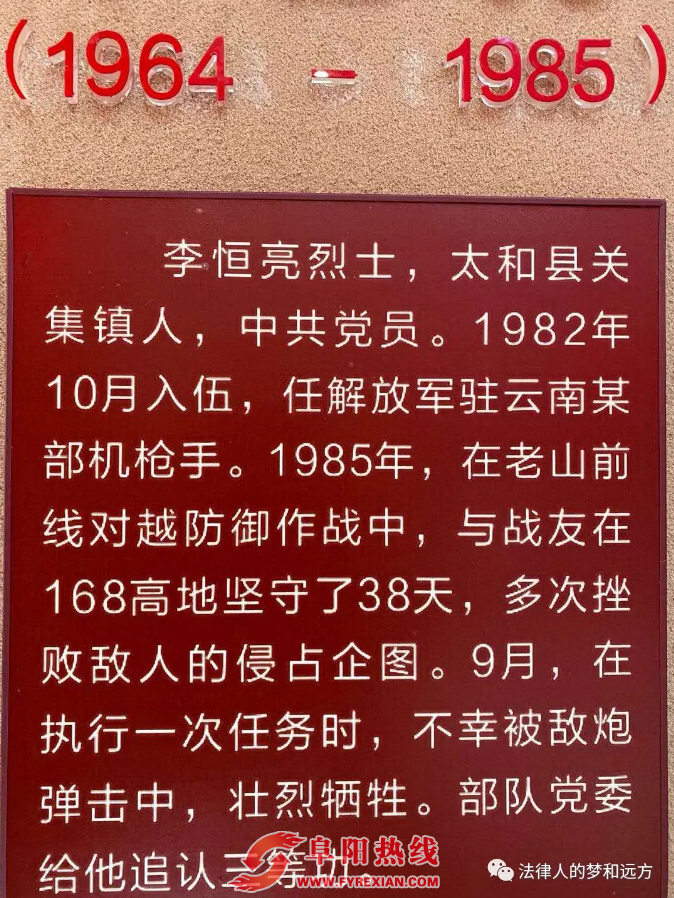 (1964 - 1985)
李恒亮烈士，太和县关
集镇人，中共党员。1982年
10月入伍，任解放军驻云南某
部机枪手。1985年，在老山前
线对越防御作战中，与战友在
168高地坚守了38天，多次挫
败敌人的侵占企图。9月，在
执行一次任务时，不幸被敌炮
弹击中，壮烈牺牲。部队党委
给他追认三等功。
阜阳热线
WWW.FYREXIAN.COM
法律人的梦和远方